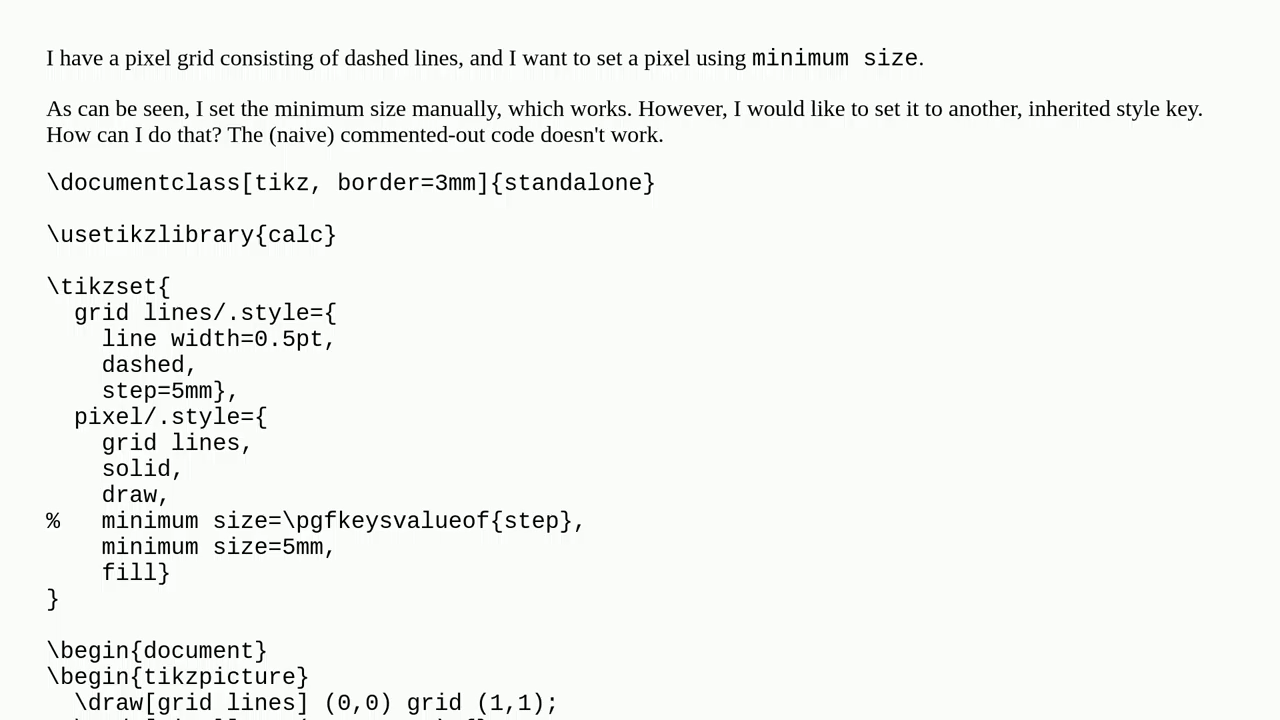 I have a pixel grid consisting of dashed lines, and I want to set a pixel using minimum size.
As can be seen, I set the minimum size manually, which works. However, I would like to set it to another, inherited style key.
How can I do that? The (naive) commented-out code doesn't work.
\documentclass[tikz, border=3mm]{standalone}
\usetikzlibrary{calc}
\tikzset{
  grid lines/.style={
    line width=0.5pt,
    dashed,
    step=5mm},
  pixel/.style={
    grid lines,
    solid,
    draw,
%   minimum size=\pgfkeysvalueof{step},
    minimum size=5mm,
    fill}
}
\begin{document}
\begin{tikzpicture}
  \draw[grid lines] (0,0) grid (1,1);